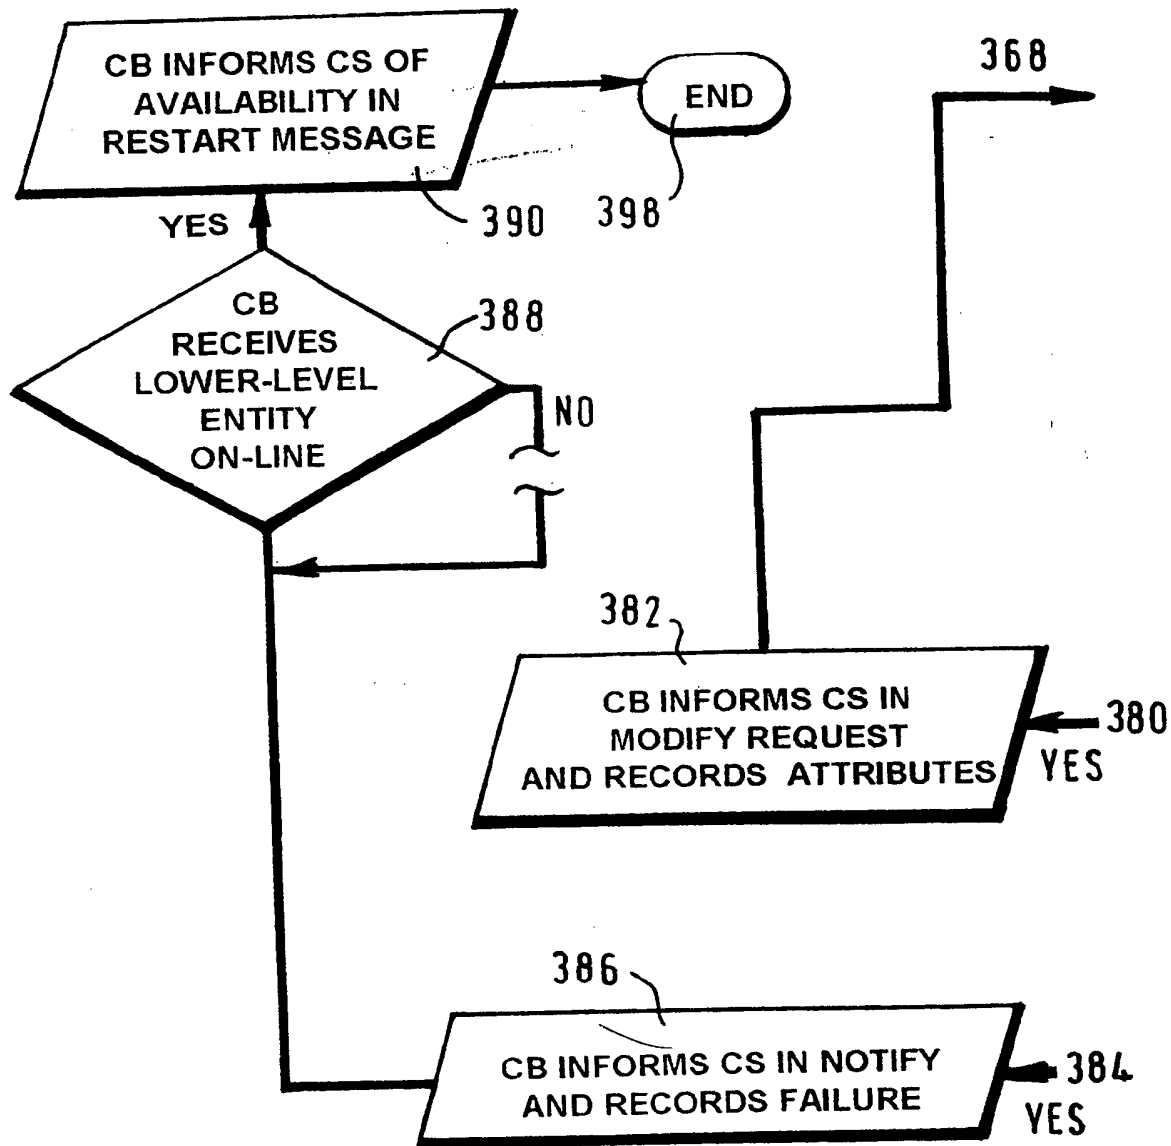 CB INFORMS CS OF
AVAILABILITY IN
RESTART MESSAGE
END
368
390
398
YES
CB
RECEIVES
LOWER-LEVEL
ENTITY
ON-LINE
388
NO
382
CB INFORMS CS IN
MODIFY REQUEST
AND RECORDS ATTRIBUTES
380
YES
386
CB INFORMS CS IN NOTIFY
AND RECORDS FAILURE
384
YES